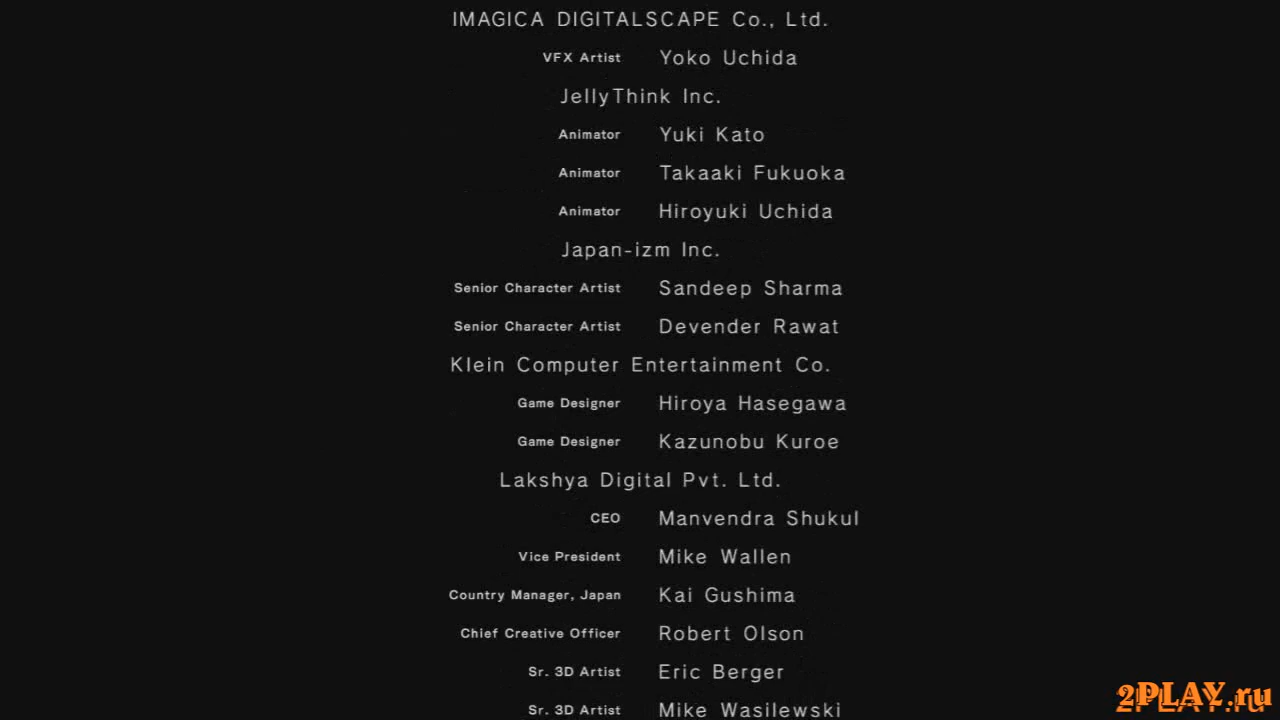 IMAGICA DIGITALSCAPE Co., Ltd.
VFX Artist Yoko Uchida
JellyThink Inc.
Animator Yuki Kato
Animator Takaaki Fukuoka
Animator Hiroyuki Uchida
Japan-izm Inc.
Senior Character Artist Sandeep Sharma
Senior Character Artist Devender Rawat
Klein Computer Entertainment Co.
Game Designer Hiroya Hasegawa
Game Designer Kazunobu Kuroe
Lakshya Digital Pvt. Ltd.
CEO Manvendra Shukul
Vice President Mike Wallen
Country Manager, Japan Kai Gushima
Chief Creative Officer Robert Olson
Sr. 3D Artist Eric Berger
Sr. 3D Artist Mike Wasilewski
2PLAY.ru